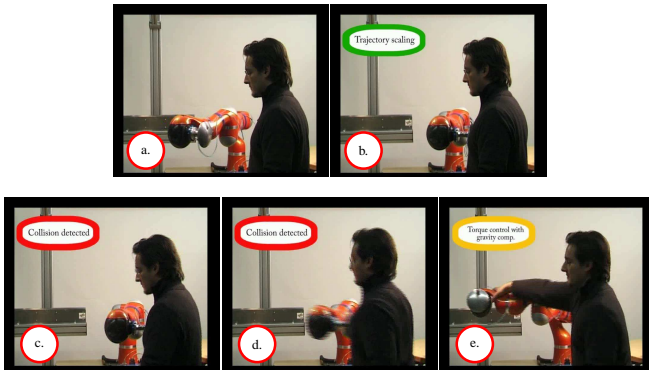 a.
Trajectory scaling
b.
Collision detected
c.
Collision detected
d.
Torque control with
gravity comp.
e.